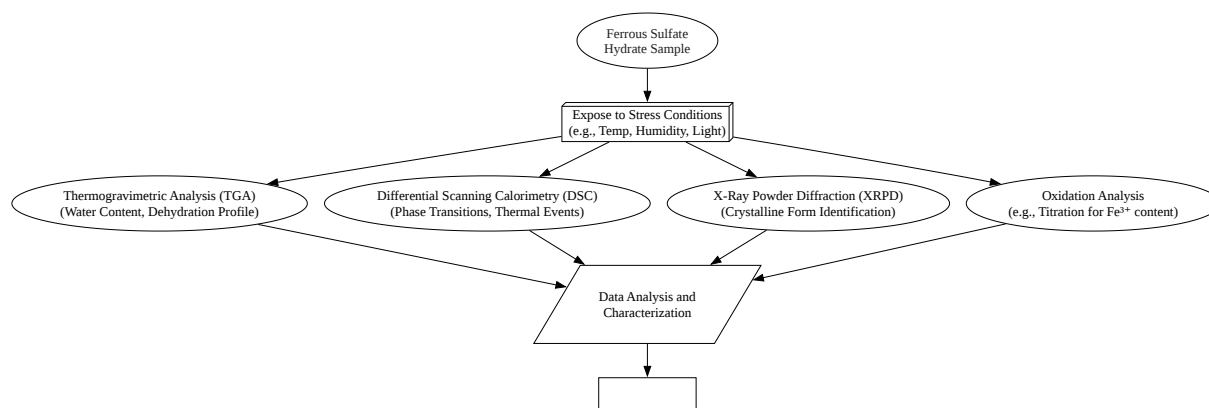 Ferrous Sulfate
Hydrate Sample
Expose to Stress Conditions
(e.g., Temp, Humidity, Light)
Thermogravimetric Analysis (TGA)
(Water Content, Dehydration Profile)
Differential Scanning Calorimetry (DSC)
(Phase Transitions, Thermal Events)
X-Ray Powder Diffraction (XRPD)
(Crystalline Form Identification)
Oxidation Analysis
(e.g., Titration for Fe³⁺ content)
Data Analysis and
Characterization